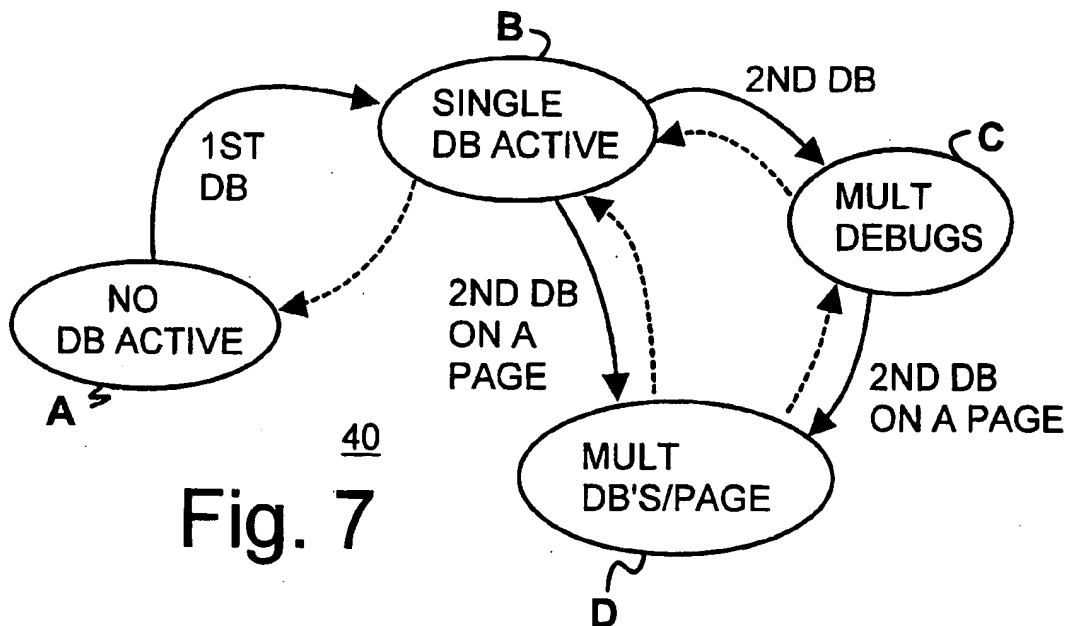 B
SINGLE
DB ACTIVE
2ND DB
C
1ST
DB
MULT
DEBUGS
NO
DB ACTIVE
2ND DB
ON A
PAGE
2ND DB
ON A PAGE
A
40
MULT
DB'S/PAGE
Fig. 7
D